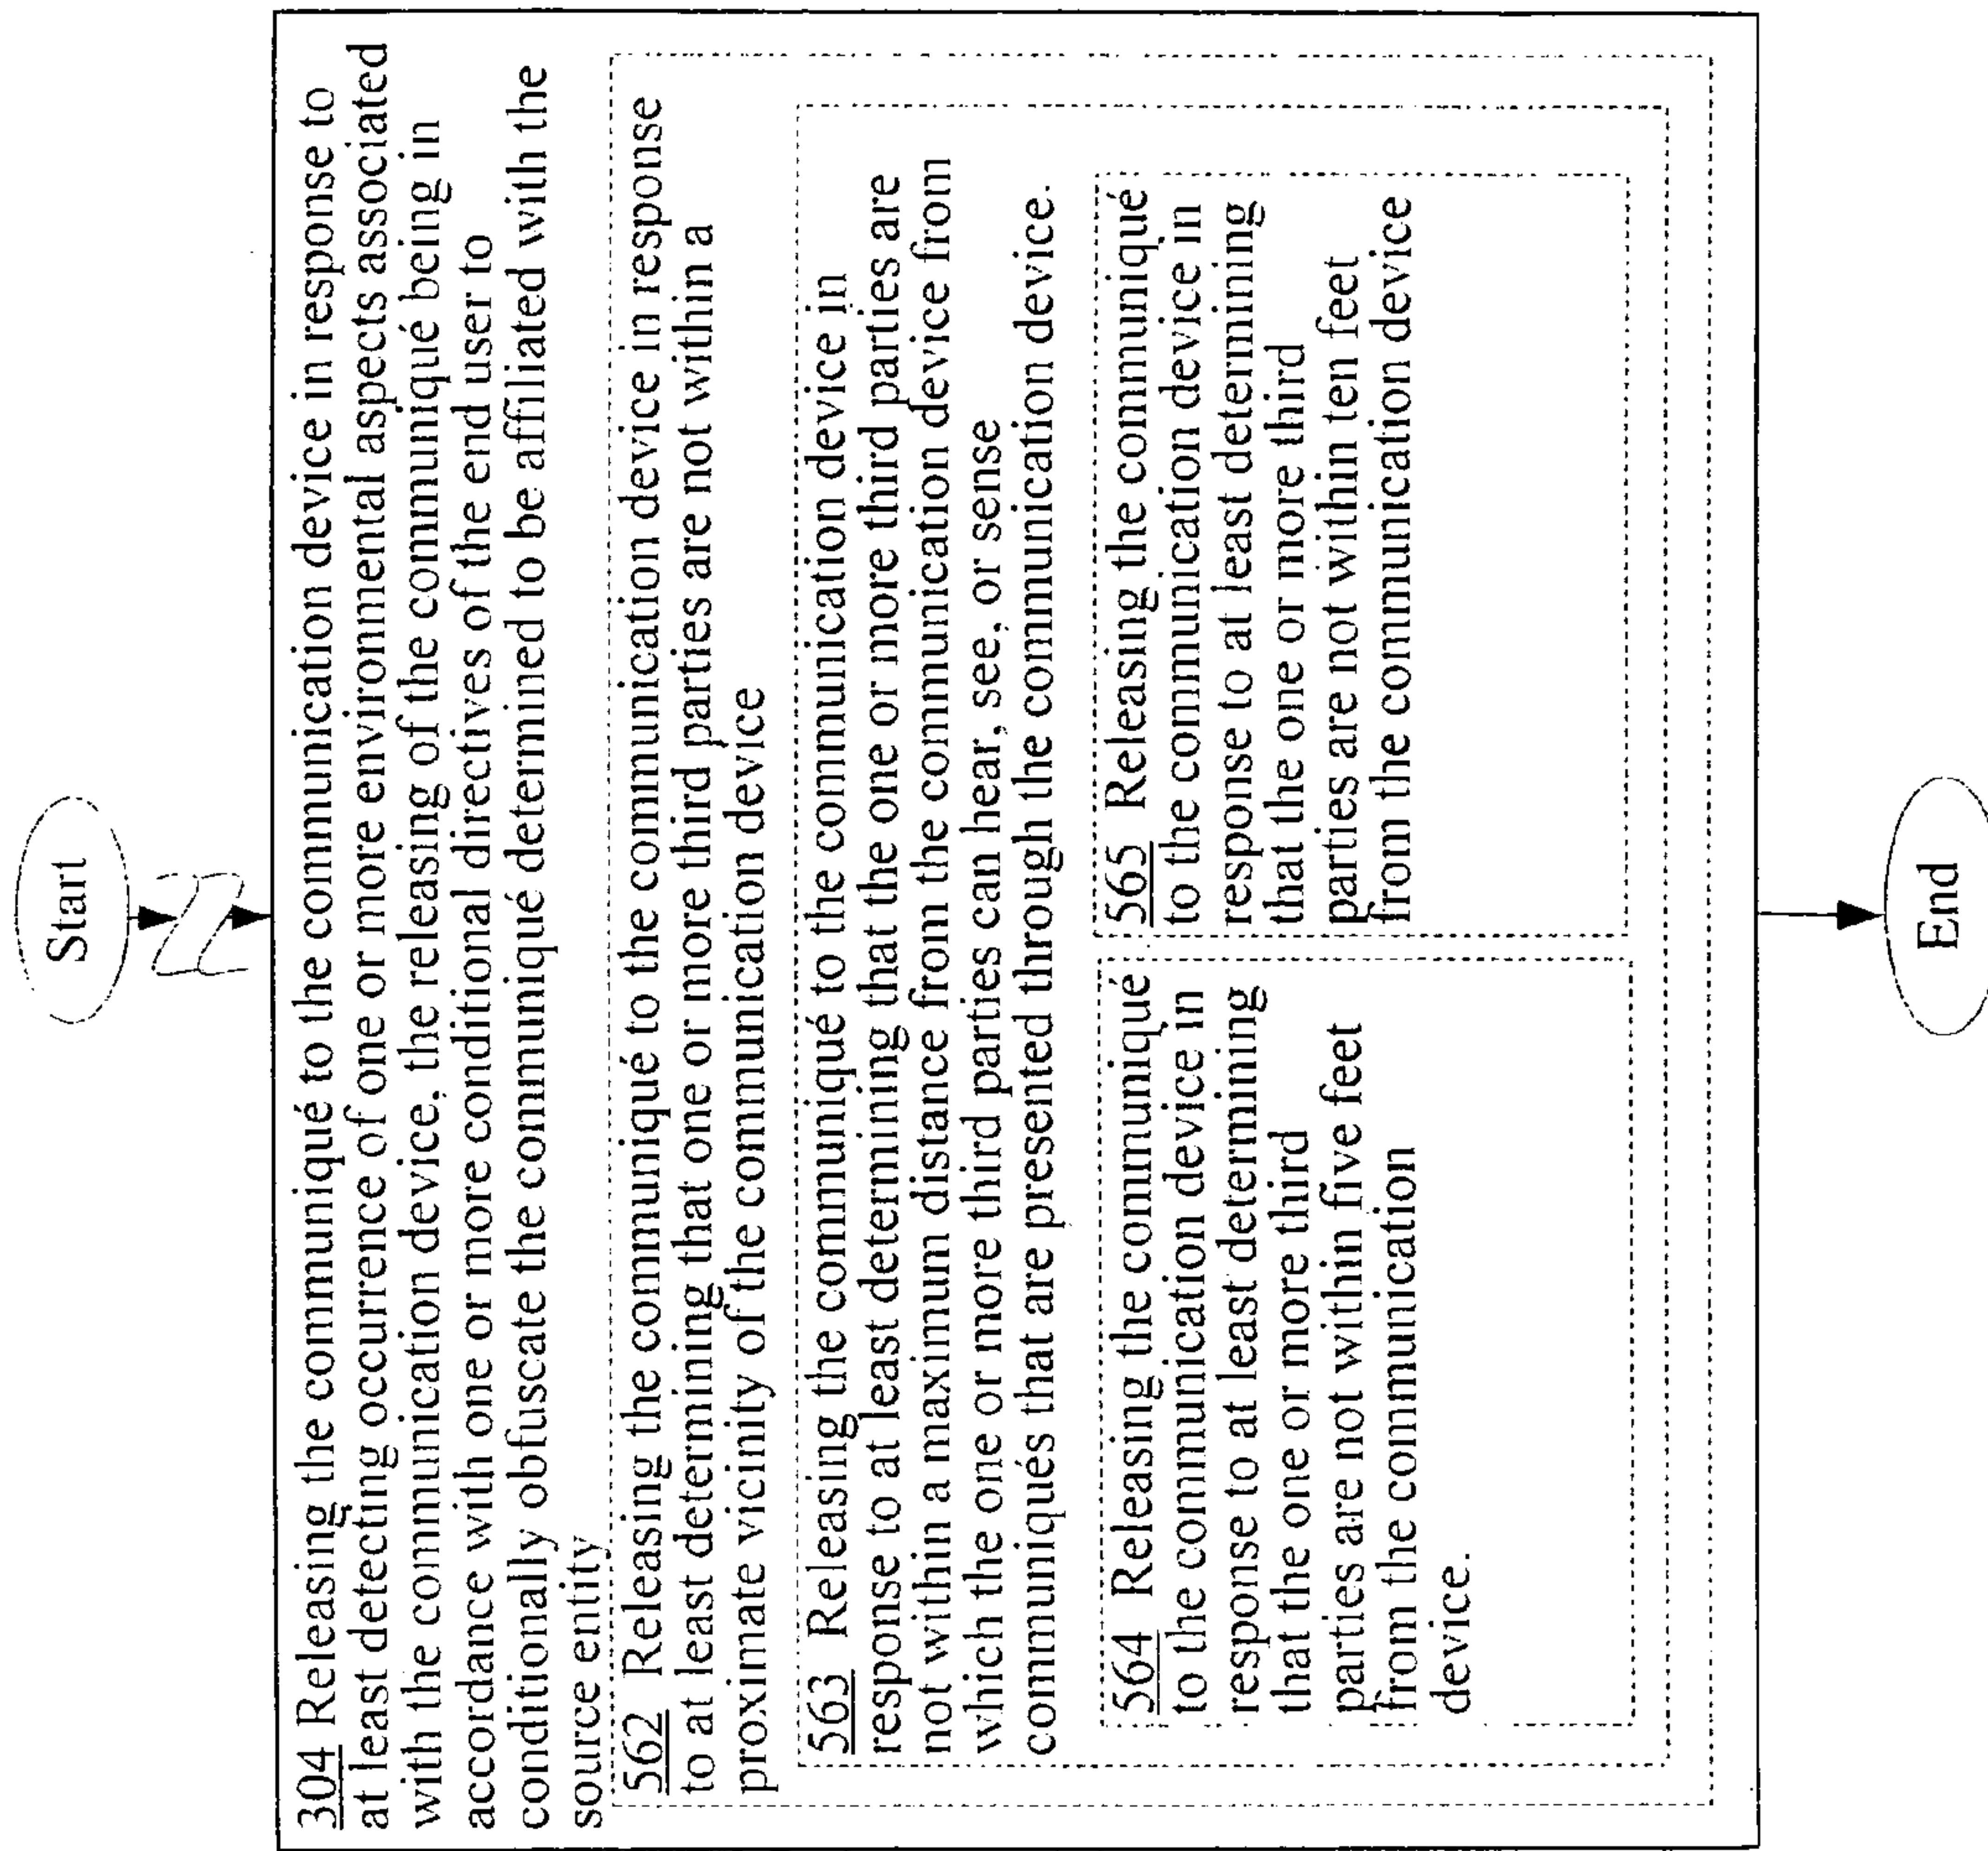 Start
304 Releasing the communiqué to the communication device in response to
at least detecting occurrence of one or more environmental aspects associated
with the communication device, the releasing of the communiqué being in
accordance with one or more conditional directives of the end user to
conditionally obfuscate the communiqué determined to be affiliated with the
source entity
562 Releasing the communiqué to the communication device in response
to at least determining that one or more third parties are not within a
proximate vicinity of the communication device
563 Releasing the communiqué to the communication device in
response to at least determining that the one or more third parties are
not within a maximum distance from the communication device from
which the one or more third parties can hear, see, or sense
communiqués that are presented through the communication device.
564 Releasing the communiqué
to the communication device in
response to at least determining
that the one or more third
parties are not within five feet
from the communication
device.
565 Releasing the communiqué
to the communication device in
response to at least determining
that the one or more third
parties are not within ten feet
from the communication device
End